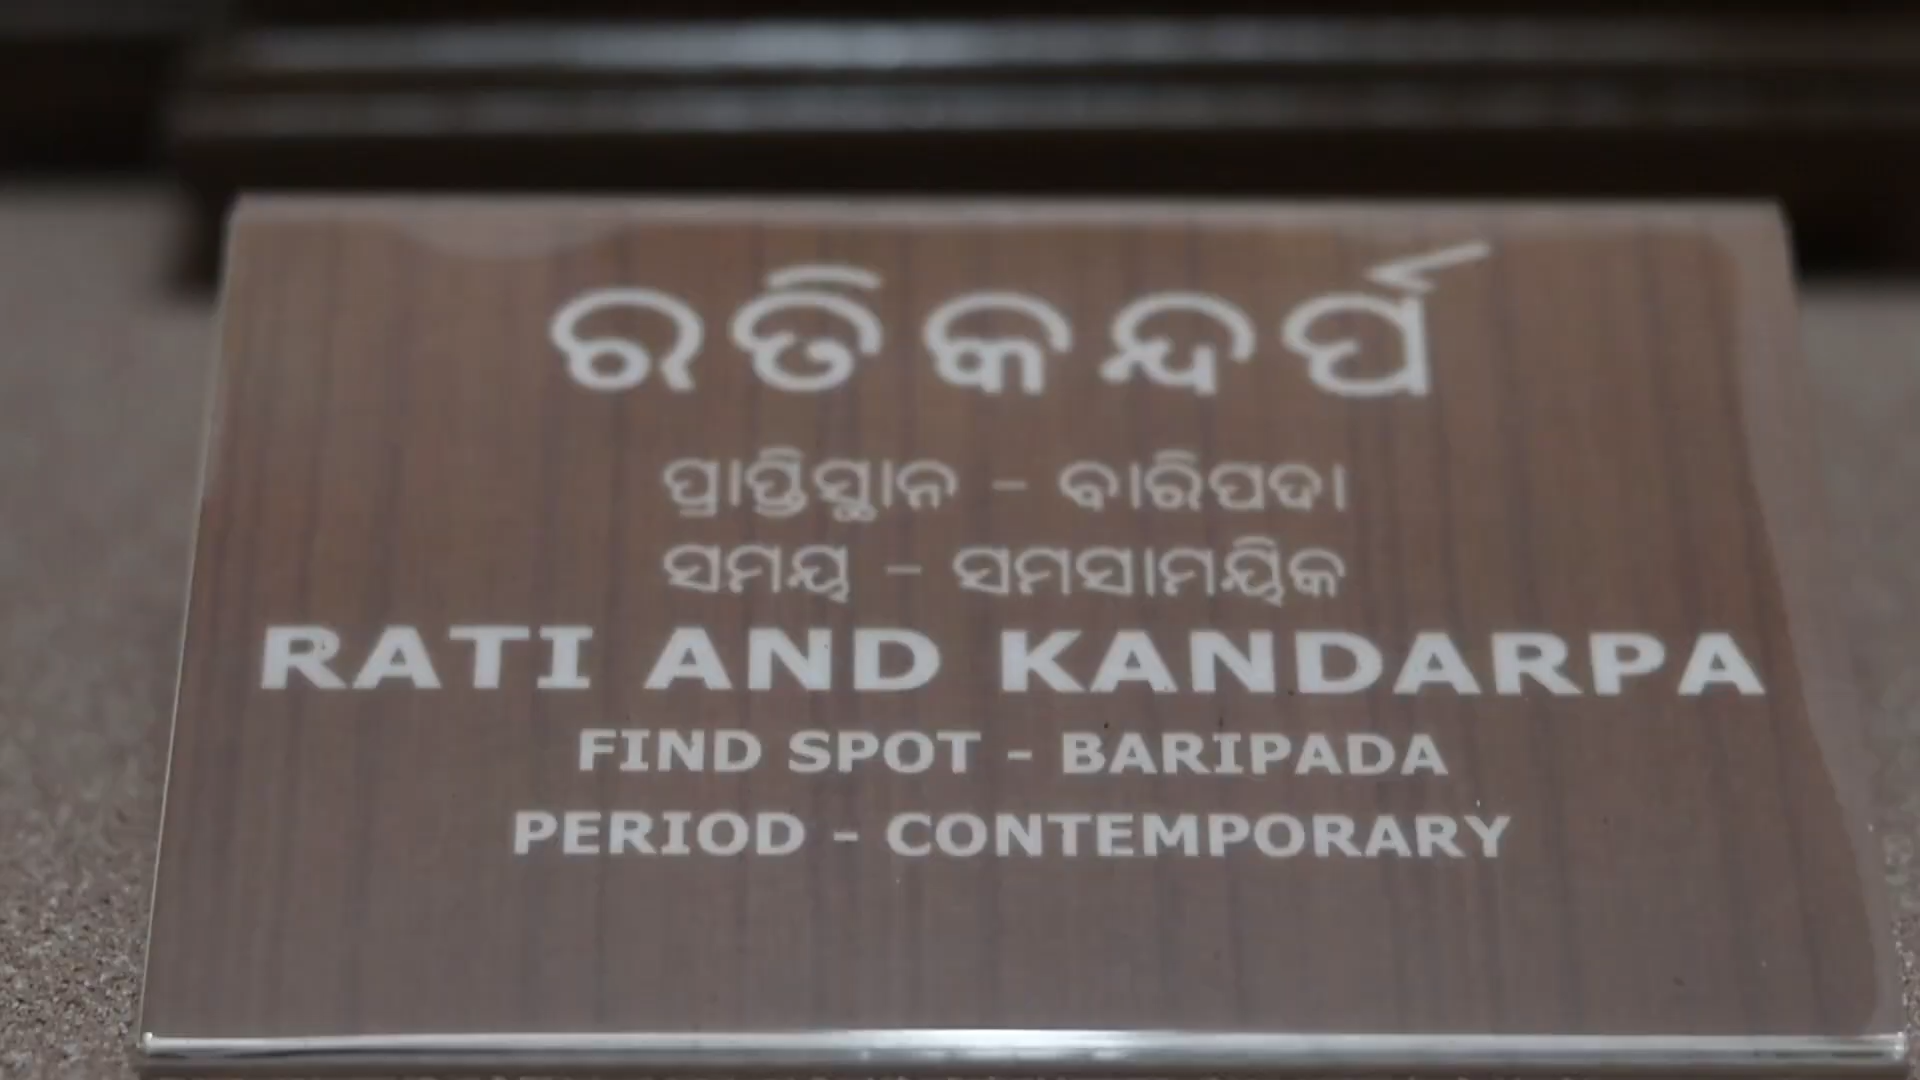 ରତିକନ୍ଦର୍ପ
ପ୍ରାପ୍ତିସ୍ଥାନ – ବାରିପଦା
ସମୟ – ସମସାମୟିକ
RATI AND KANDARPA
FIND SPOT - BARIPADA
PERIOD - CONTEMPORARY